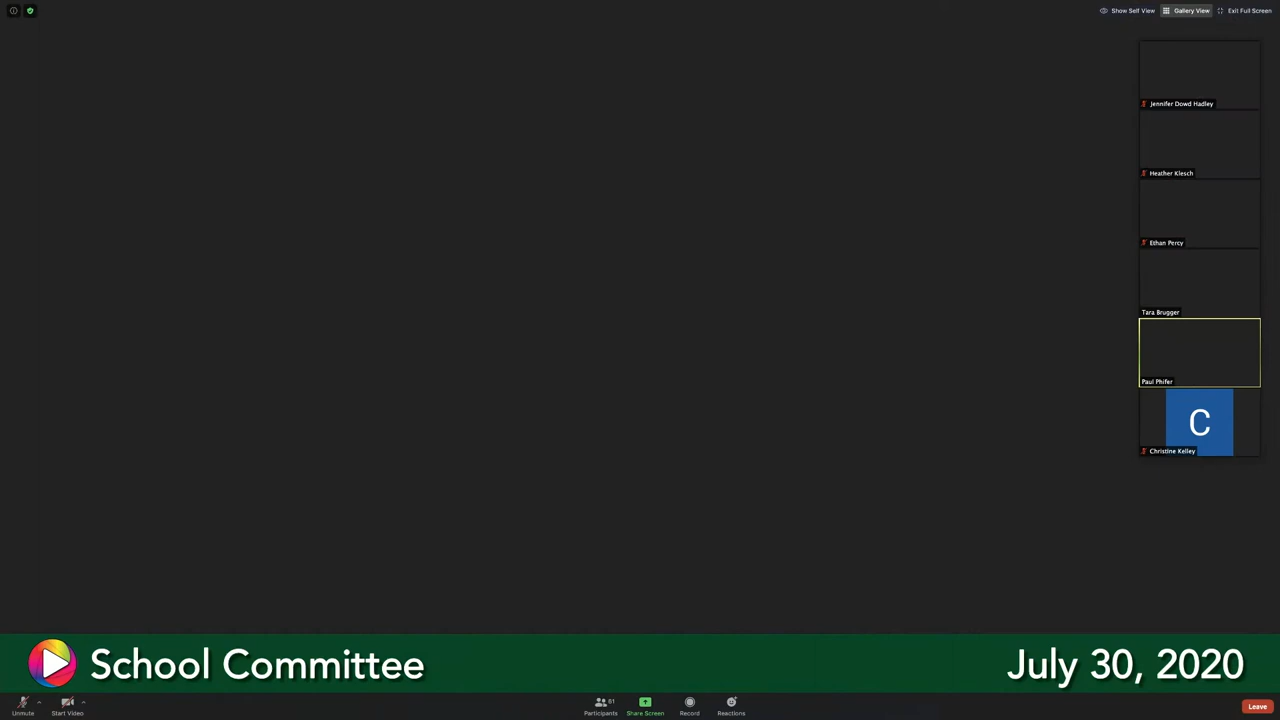 Show Self View
Gallery View
Exit Full Screen
Jennifer Dowd Hadley
Heather Klesch
Ethan Percy
Tara Brugger
Paul Phifer
C
Christine Kelley
School Committee
July 30, 2020
Unmute
Start Video
81
Participants
Share Screen
Record
Reactions
Leave